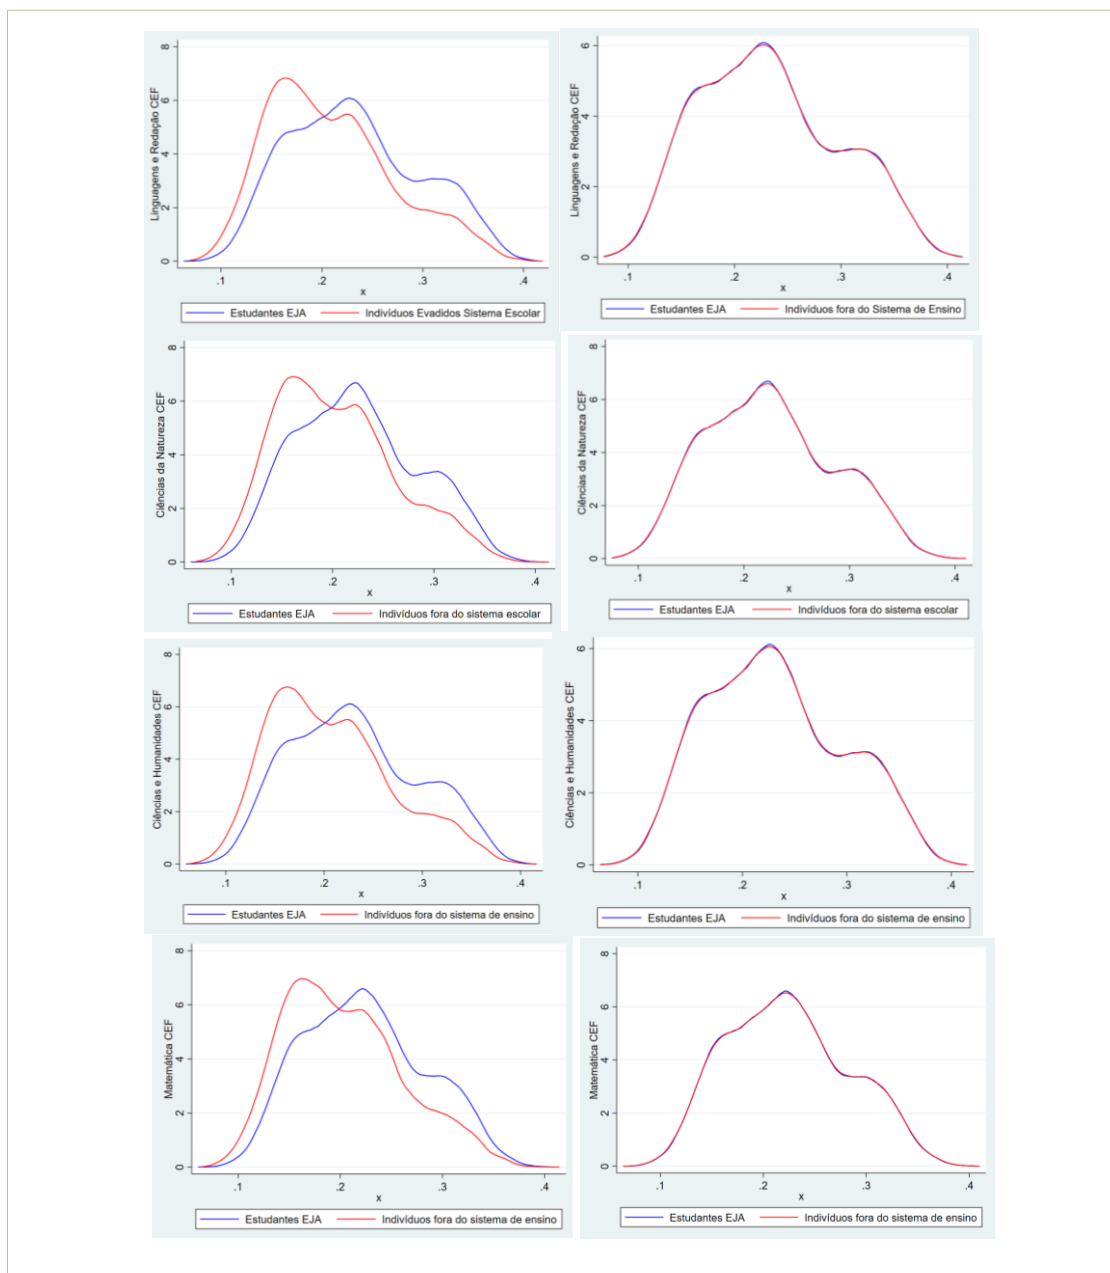 Linguagens e Redação CEF
0 2 4 6 8
.1 .2 .3 .4
x
Estudantes EJA Indivíduos Evadidos Sistema Escolar
Linguagens e Redação CEF
0 2 4 6
.1 .2 .3 .4
x
Estudantes EJA Indivíduos fora do Sistema de Ensino
Ciências da Natureza CEF
0 2 4 6 8
.1 .2 .3 .4
x
Estudantes EJA Indivíduos fora do sistema escolar
Ciências da Natureza CEF
0 2 4 6 8
.1 .2 .3 .4
x
Estudantes EJA Indivíduos fora do sistema escolar
Ciências e Humanidades CEF
0 2 4 6 8
.1 .2 .3 .4
x
Estudantes EJA Indivíduos fora do sistema de ensino
Ciências e Humanidades CEF
0 2 4 6
.1 .2 .3 .4
x
Estudantes EJA Indivíduos fora do sistema de ensino
Matemática CEF
0 2 4 6 8
.1 .2 .3 .4
x
Estudantes EJA Indivíduos fora do sistema de ensino
Matemática CEF
0 2 4 6 8
.1 .2 .3 .4
x
Estudantes EJA Indivíduos fora do sistema de ensino